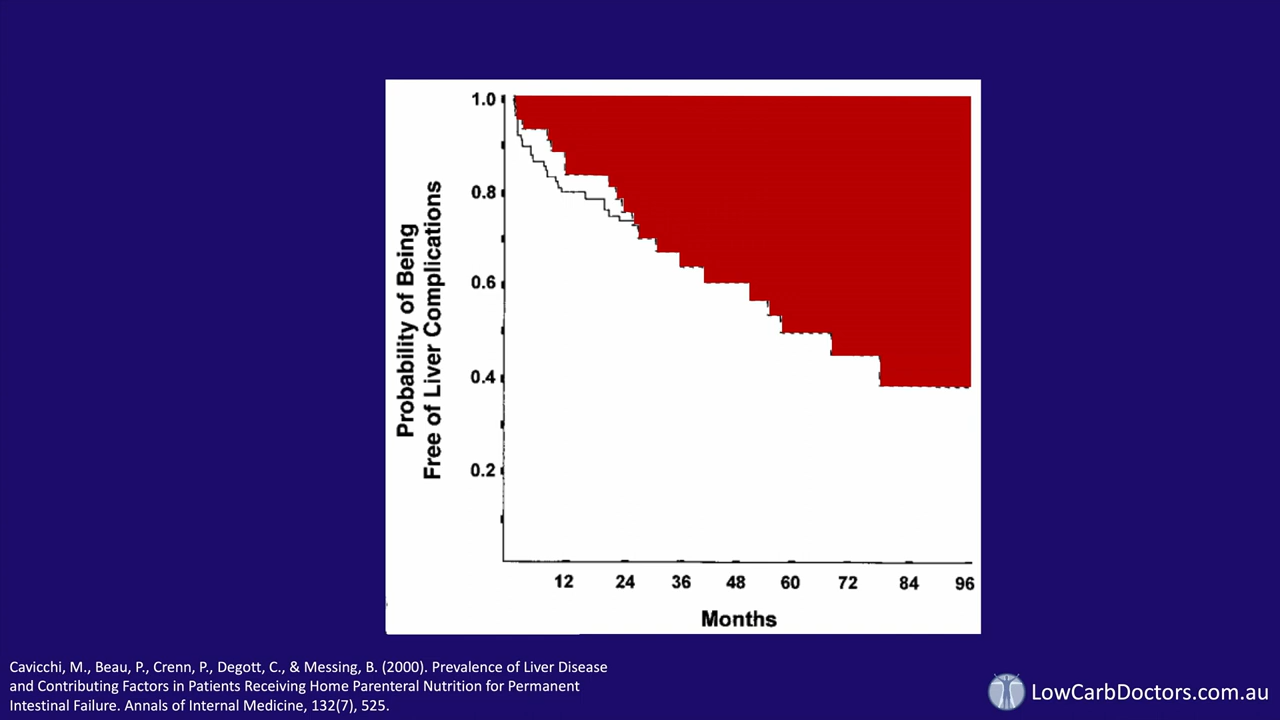 1.0
0.8
0.6
0.4
0.2
Probability of Being
Free of Liver Complications
12 24 36 48 60 72 84 96
Months
Cavicchi, M., Beau, P., Crenn, P., Degott, C., & Messing, B. (2000). Prevalence of Liver Disease
and Contributing Factors in Patients Receiving Home Parenteral Nutrition for Permanent
Intestinal Failure. Annals of Internal Medicine, 132(7), 525.
LowCarbDoctors.com.au